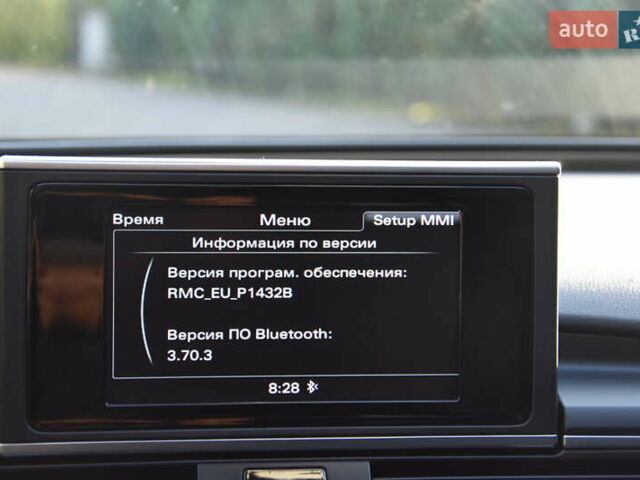 auto
R
Время Меню Setup MMI
Информация по версии
Версия програм. обеспечения:
RMC_EU_P1432B
Версия ПО Bluetooth:
3.70.3
8:28